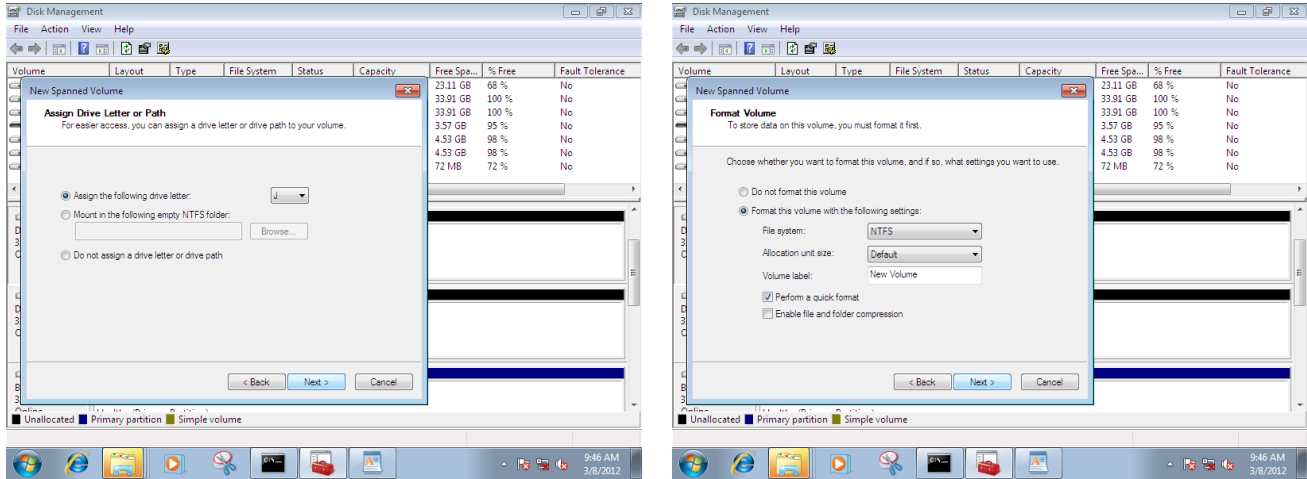 Disk Management
File Action View Help
Volume Layout Type File System Status Capacity Free Spa... % Free Fault Tolerance
23.11 GB 68 % No
33.91 GB 100 % No
33.91 GB 100 % No
3.57 GB 95 % No
4.53 GB 98 % No
4.53 GB 98 % No
72 MB 72 % No
New Spanned Volume
Assign Drive Letter or Path
For easier access, you can assign a drive letter or drive path to your volume.
Assign the following drive letter: J
Mount in the following empty NTFS folder:
Browse...
Do not assign a drive letter or drive path
< Back Next > Cancel
Unallocated Primary partition Simple volume
9:46 AM
3/8/2012
Disk Management
File Action View Help
Volume Layout Type File System Status Capacity Free Spa... % Free Fault Tolerance
23.11 GB 68 % No
33.91 GB 100 % No
33.91 GB 100 % No
3.57 GB 95 % No
4.53 GB 98 % No
4.53 GB 98 % No
72 MB 72 % No
New Spanned Volume
Format Volume
To store data on this volume, you must format it first.
Choose whether you want to format this volume, and if so, what settings you want to use.
Do not format this volume
Format this volume with the following settings:
File system: NTFS
Allocation unit size: Default
Volume label: New Volume
Perform a quick format
Enable file and folder compression
< Back Next > Cancel
Unallocated Primary partition Simple volume
9:46 AM
3/8/2012